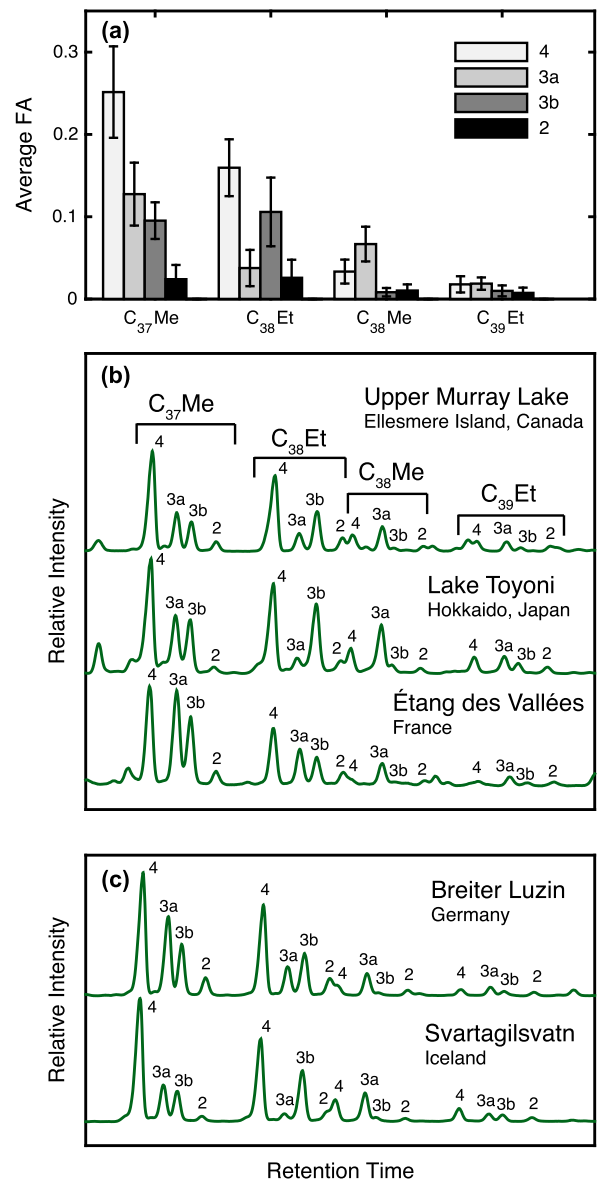 (a)
0.3
0.2
0.1
0
Average FA
4
3a
3b
2
C37Me C38Et C38Me C39Et
(b)
Upper Murray Lake
Ellesmere Island, Canada
C37Me
C38Et
C38Me
C39Et
4 3a 3b 2 4 3a 3b 2 4 3a 3b 2 4 3a 3b 2
Lake Toyoni
Hokkaido, Japan
4 3a 3b 2 4 3a 3b 2 4 3a 3b 2 4 3a 3b 2
Étang des Vallées
France
4 3a 3b 2 4 3a 3b 2 4 3a 3b 2 4 3a 3b 2
Relative Intensity
(c)
Breiter Luzin
Germany
4 3a 3b 2 4 3a 3b 2 4 3a 3b 2 4 3a 3b 2
Svartagilsvatn
Iceland
4 3a 3b 2 4 3a 3b 2 4 3a 3b 2 4 3a 3b 2
Relative Intensity
Retention Time